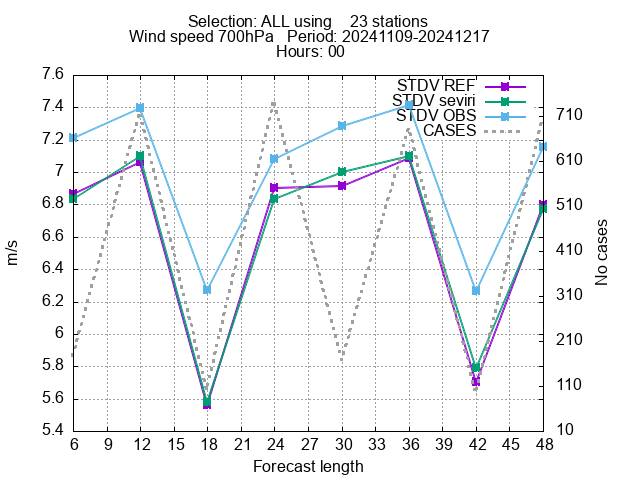 Selection: ALL using 23 stations
Wind speed 700hPa Period: 20241109-20241217
Hours: 00
STDV REF
STDV seviri
STDV OBS
CASES
7.6
7.4
7.2
7
6.8
6.6
6.4
6.2
6
5.8
5.6
5.4
m/s
710
610
510
410
310
210
110
10
No cases
6 12 15 18 21 24 27 30 33 36 39 42 45 48
Forecast length